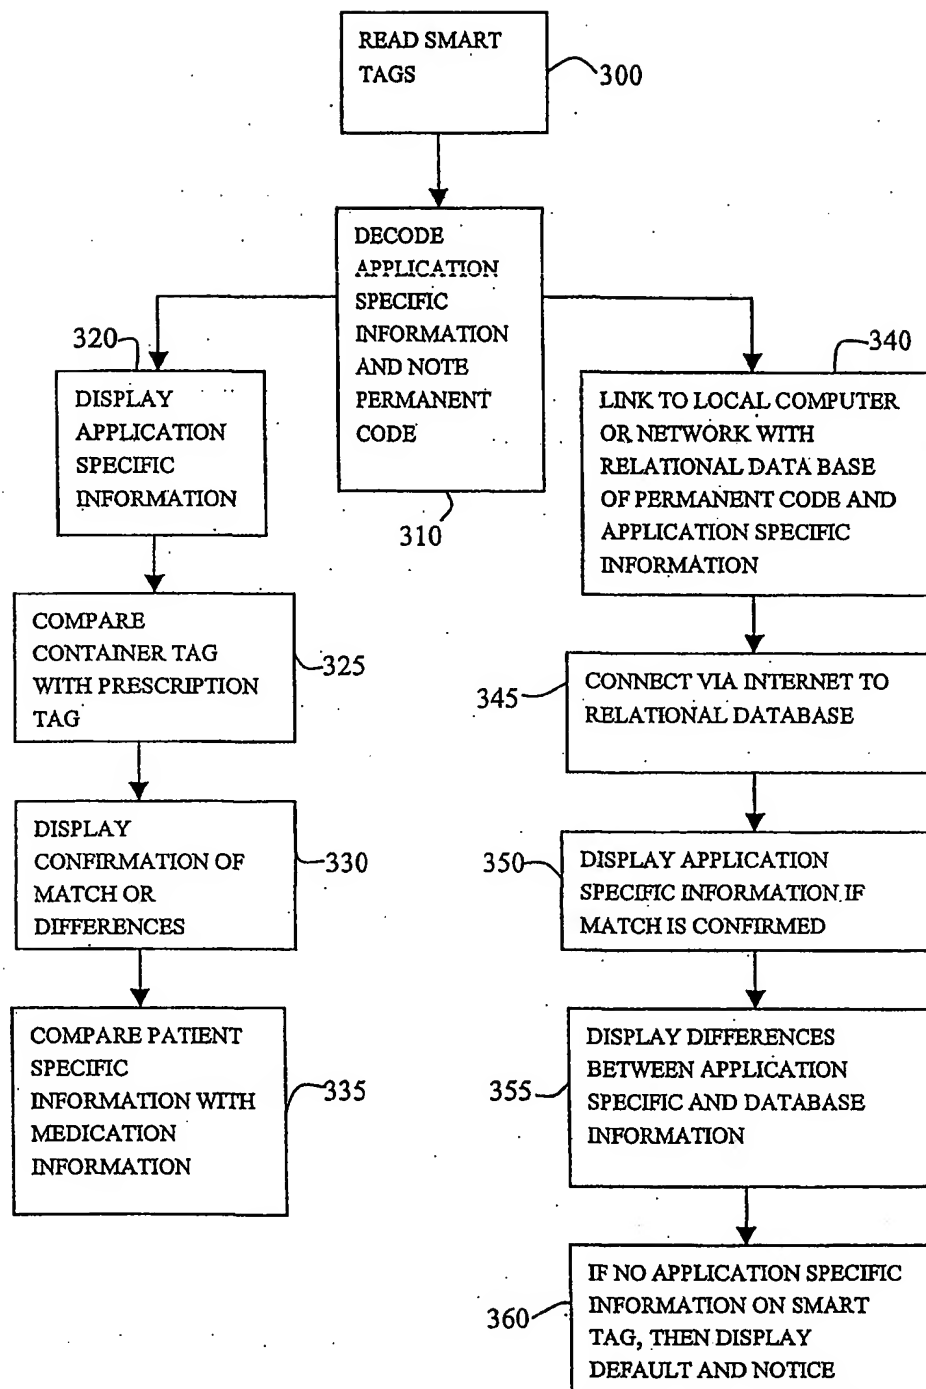 READ SMART
TAGS
300
DECODE
APPLICATION
SPECIFIC
INFORMATION
AND NOTE
PERMANENT
CODE
310
320
DISPLAY
APPLICATION
SPECIFIC
INFORMATION
COMPARE
CONTAINER TAG
WITH PRESCRIPTION
TAG
325
DISPLAY
CONFIRMATION OF
MATCH OR
DIFFERENCES
330
COMPARE PATIENT
SPECIFIC
INFORMATION WITH
MEDICATION
INFORMATION
335
340
LINK TO LOCAL COMPUTER
OR NETWORK WITH
RELATIONAL DATA BASE
OF PERMANENT CODE AND
APPLICATION SPECIFIC
INFORMATION
345
CONNECT VIA INTERNET TO
RELATIONAL DATABASE
350
DISPLAY APPLICATION
SPECIFIC INFORMATION IF
MATCH IS CONFIRMED
355
DISPLAY DIFFERENCES
BETWEEN APPLICATION
SPECIFIC AND DATABASE
INFORMATION
360
IF NO APPLICATION SPECIFIC
INFORMATION ON SMART
TAG, THEN DISPLAY
DEFAULT AND NOTICE